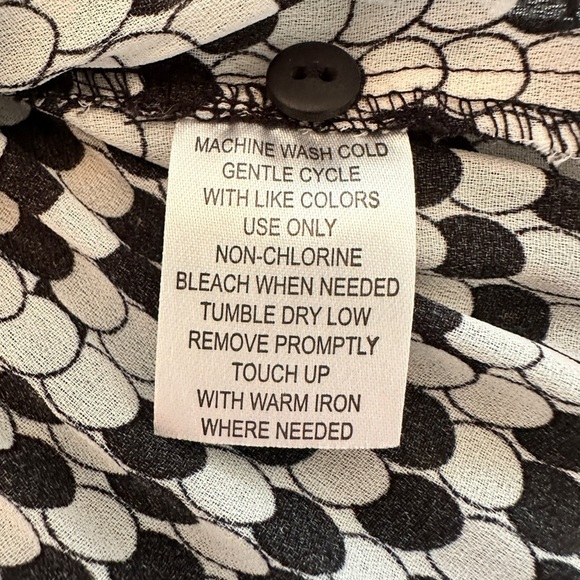 MACHINE WASH COLD
GENTLE CYCLE
WITH LIKE COLORS
USE ONLY
NON-CHLORINE
BLEACH WHEN NEEDED
TUMBLE DRY LOW
REMOVE PROMPTLY
TOUCH UP
WITH WARM IRON
WHERE NEEDED